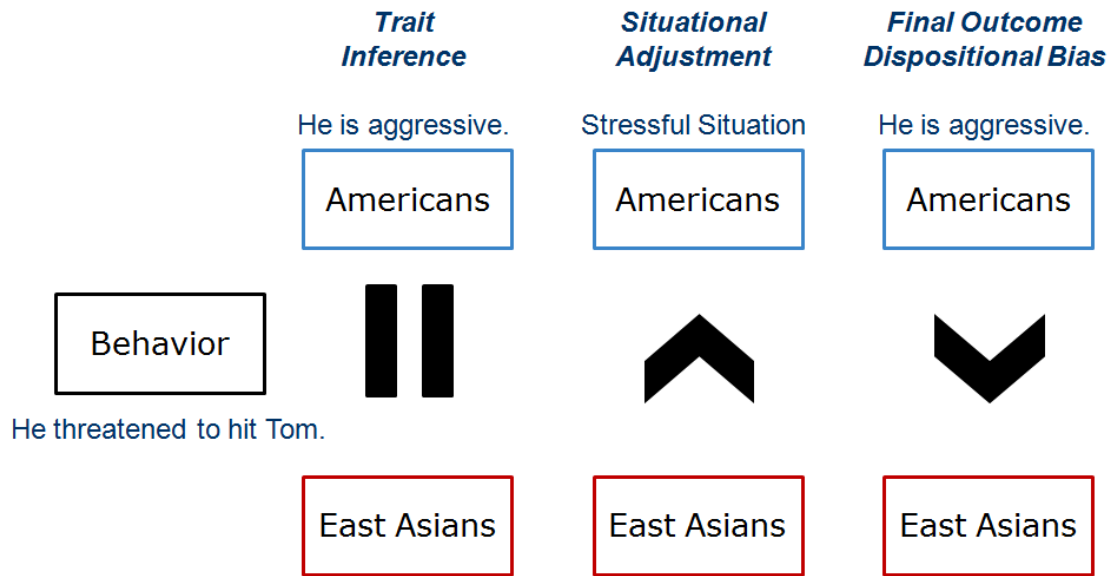 Trait
Inference
Situational
Adjustment
Final Outcome
Dispositional Bias
He is aggressive.
Stressful Situation
He is aggressive.
Americans
Americans
Americans
Behavior
He threatened to hit Tom.
East Asians
East Asians
East Asians